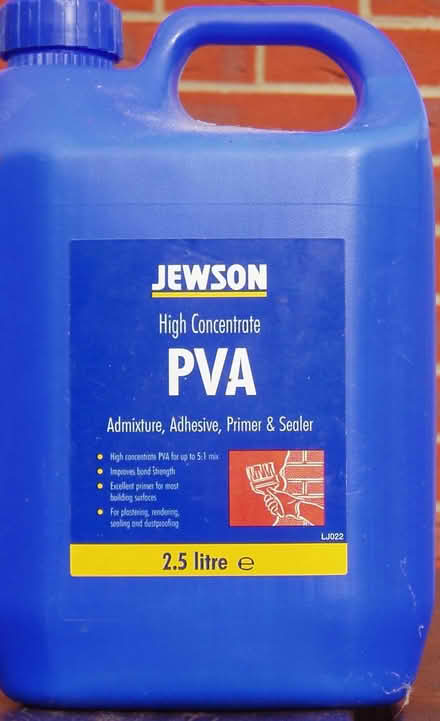 JEWSON
High Concentrate
PVA
Admixture, Adhesive, Primer & Sealer
High concentrate PVA for up to 5:1 mix
Improves bond Strength
Excellent primer for most
building surfaces
For plastering, rendering,
sealing and dustproofing
LJ022
2.5 litre ℮